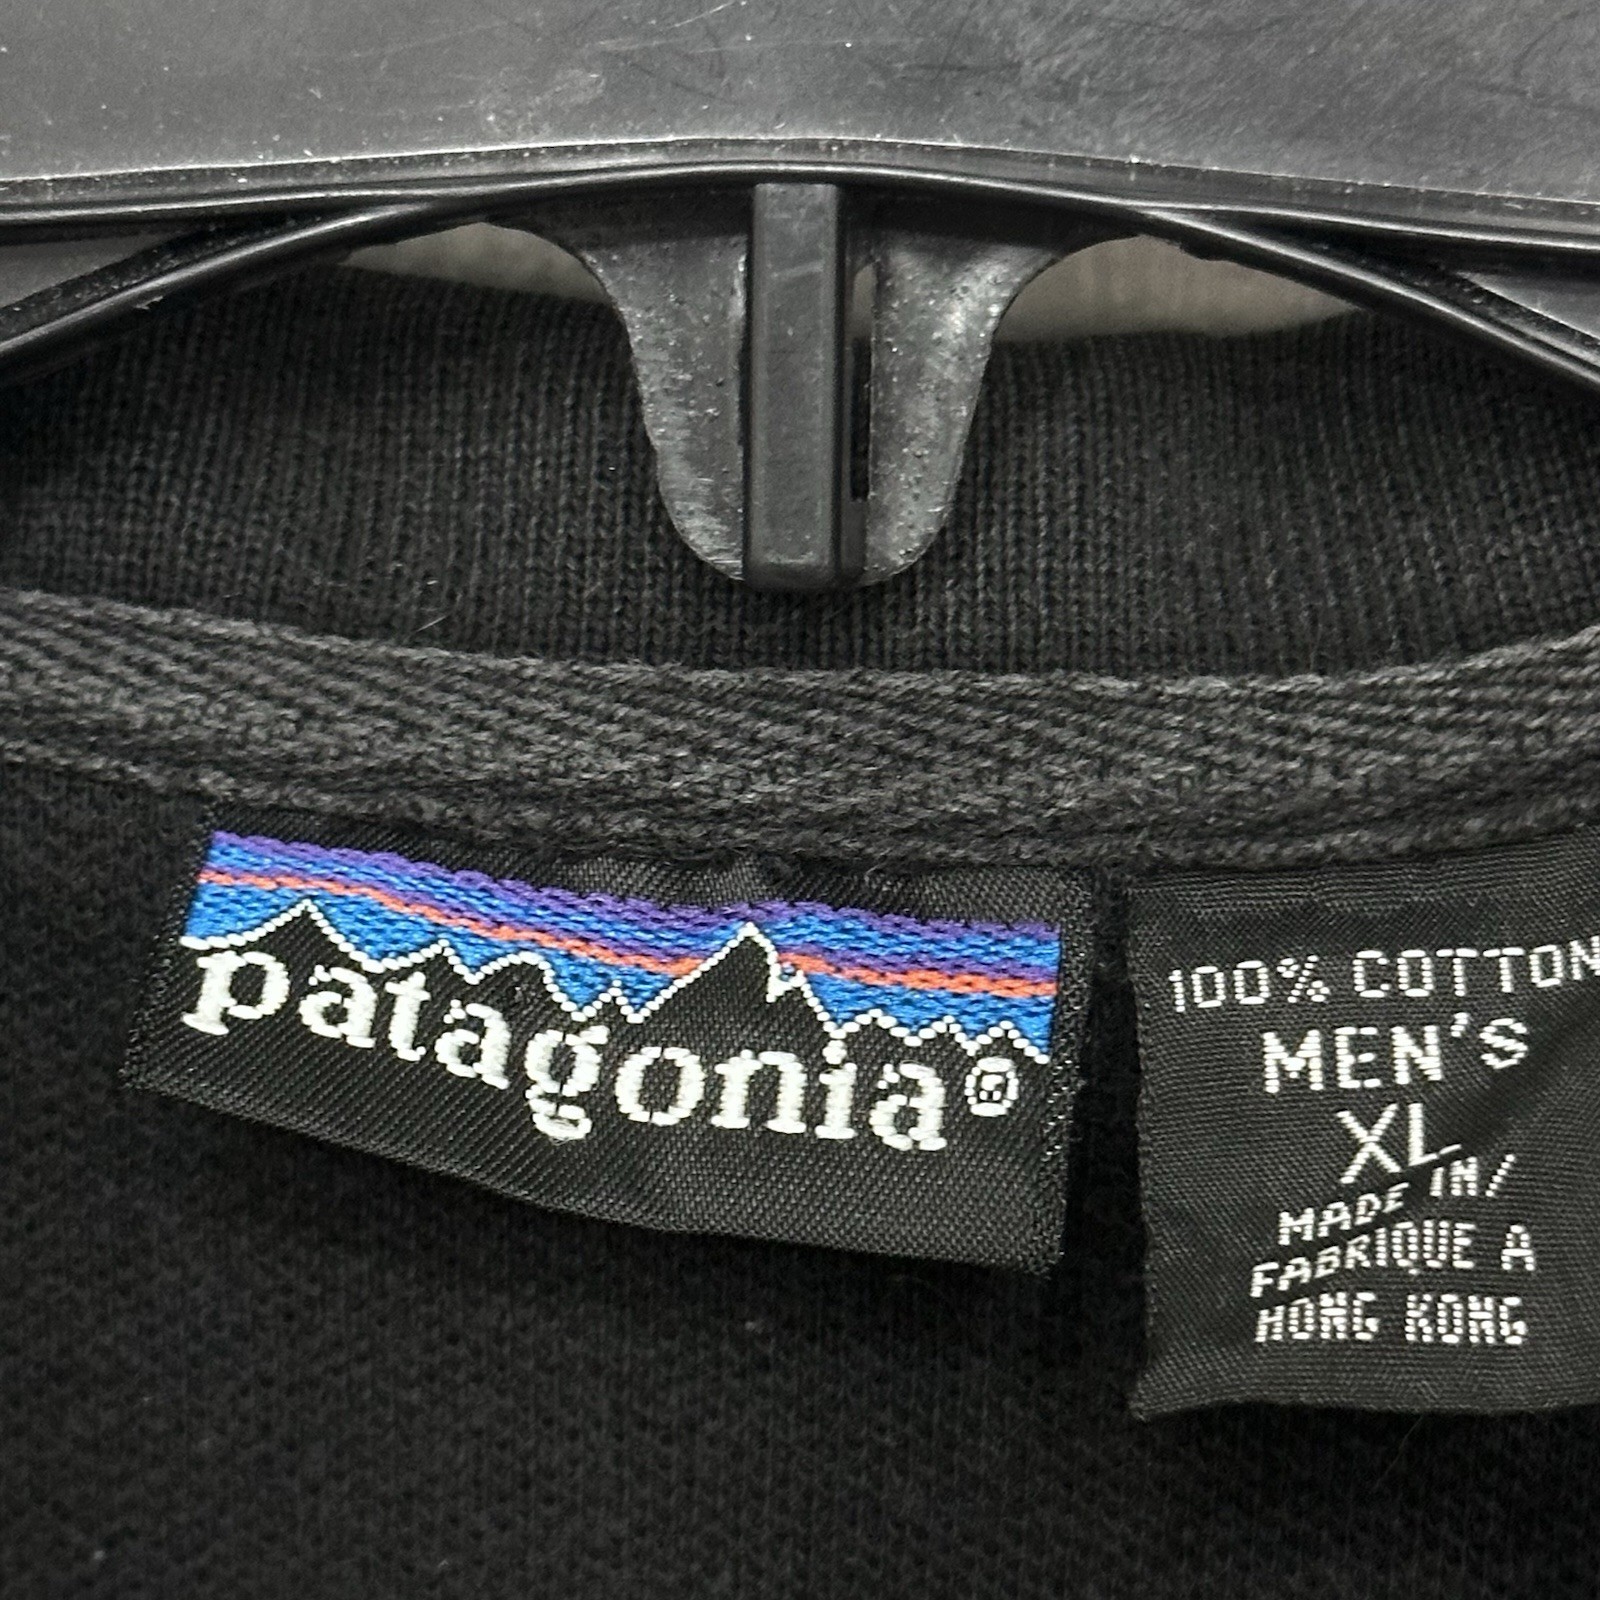 patagonia®
100% COTTON
MEN'S
XL
MADE IN/
FABRIQUE A
HONG KONG